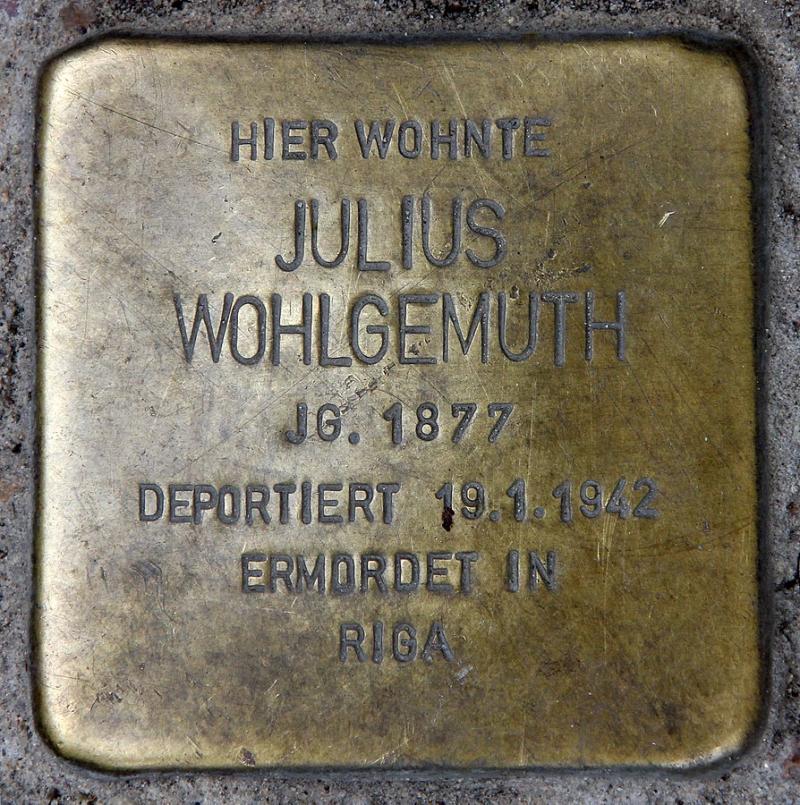 HIER WOHNTE
JULIUS
WOHLGEMUTH
JG. 1877
DEPORTIERT 19.1.1942
ERMORDET IN
RIGA